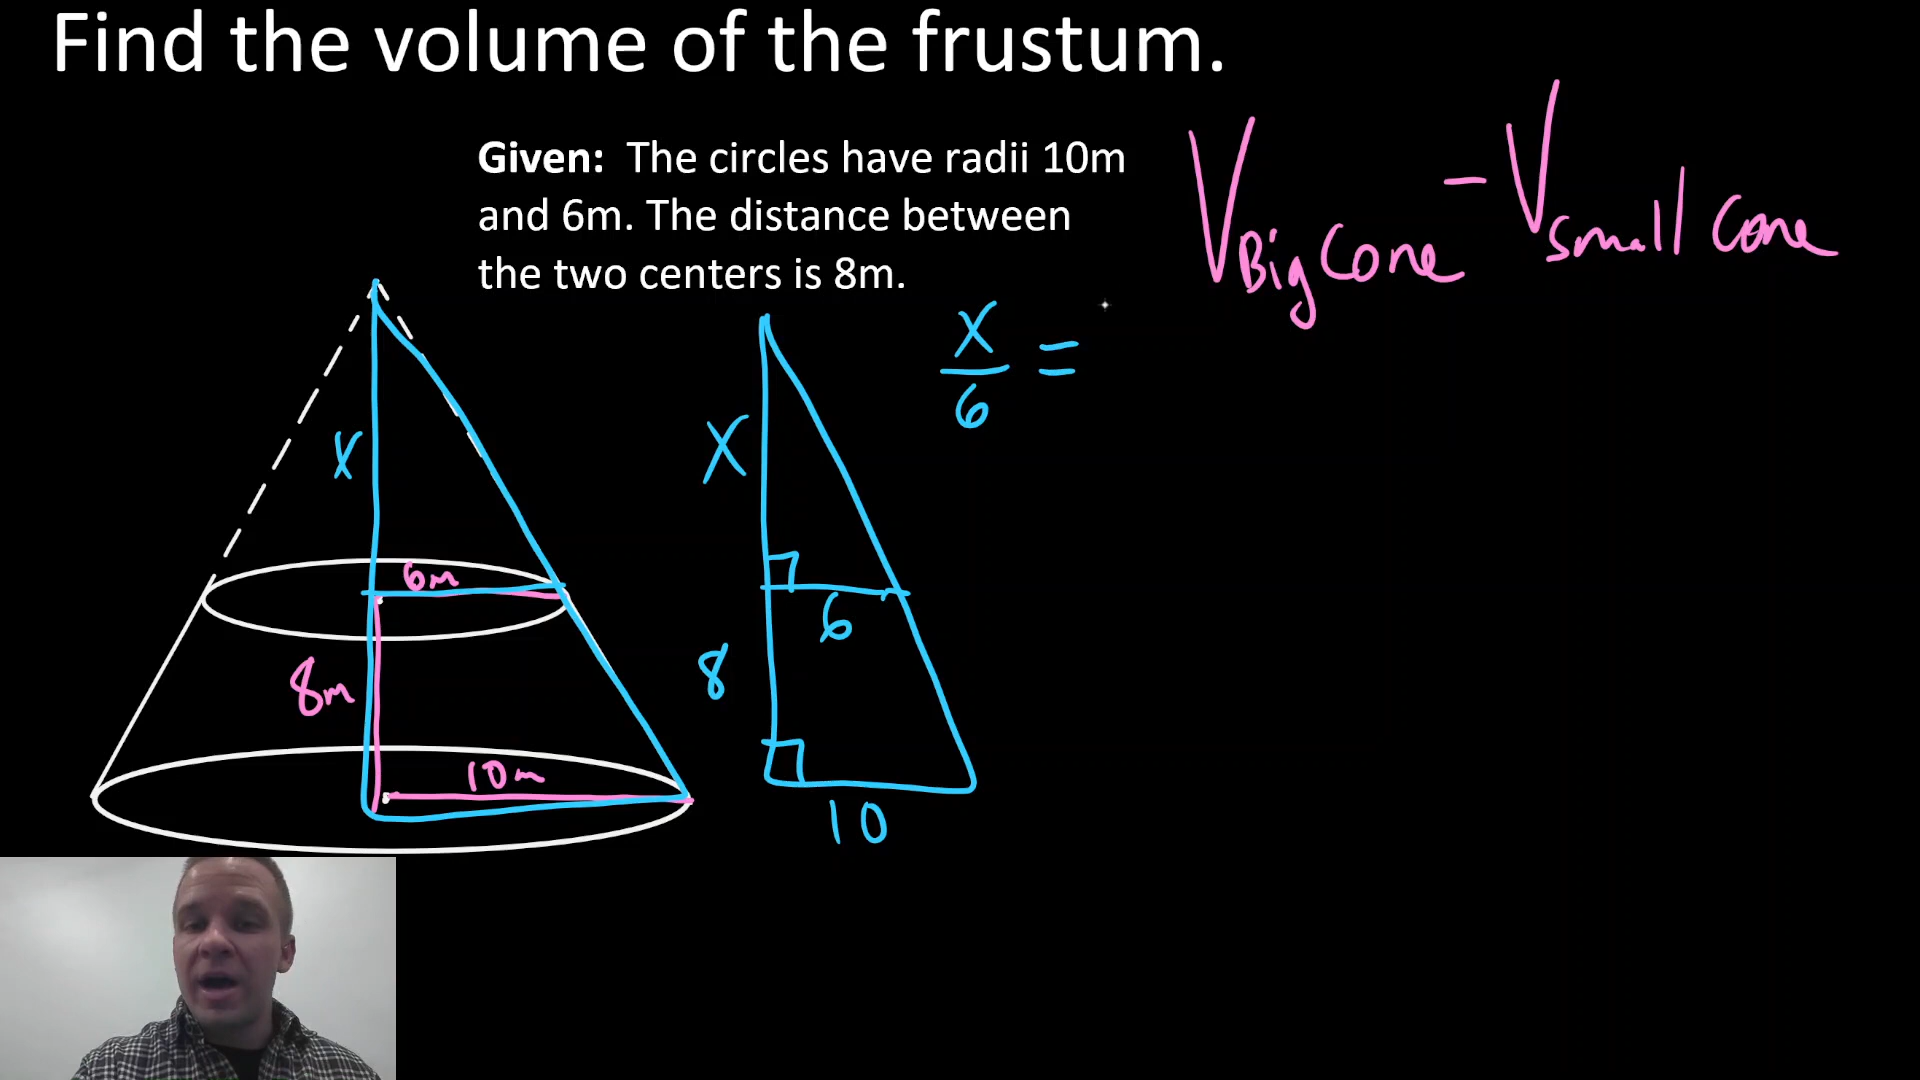 Find the volume of the frustum.
Given: The circles have radii 10m
and 6m. The distance between
the two centers is 8m.
V Big Cone - V small Cone
x/6 =
x
6m
8m
10m
x
6
8
10